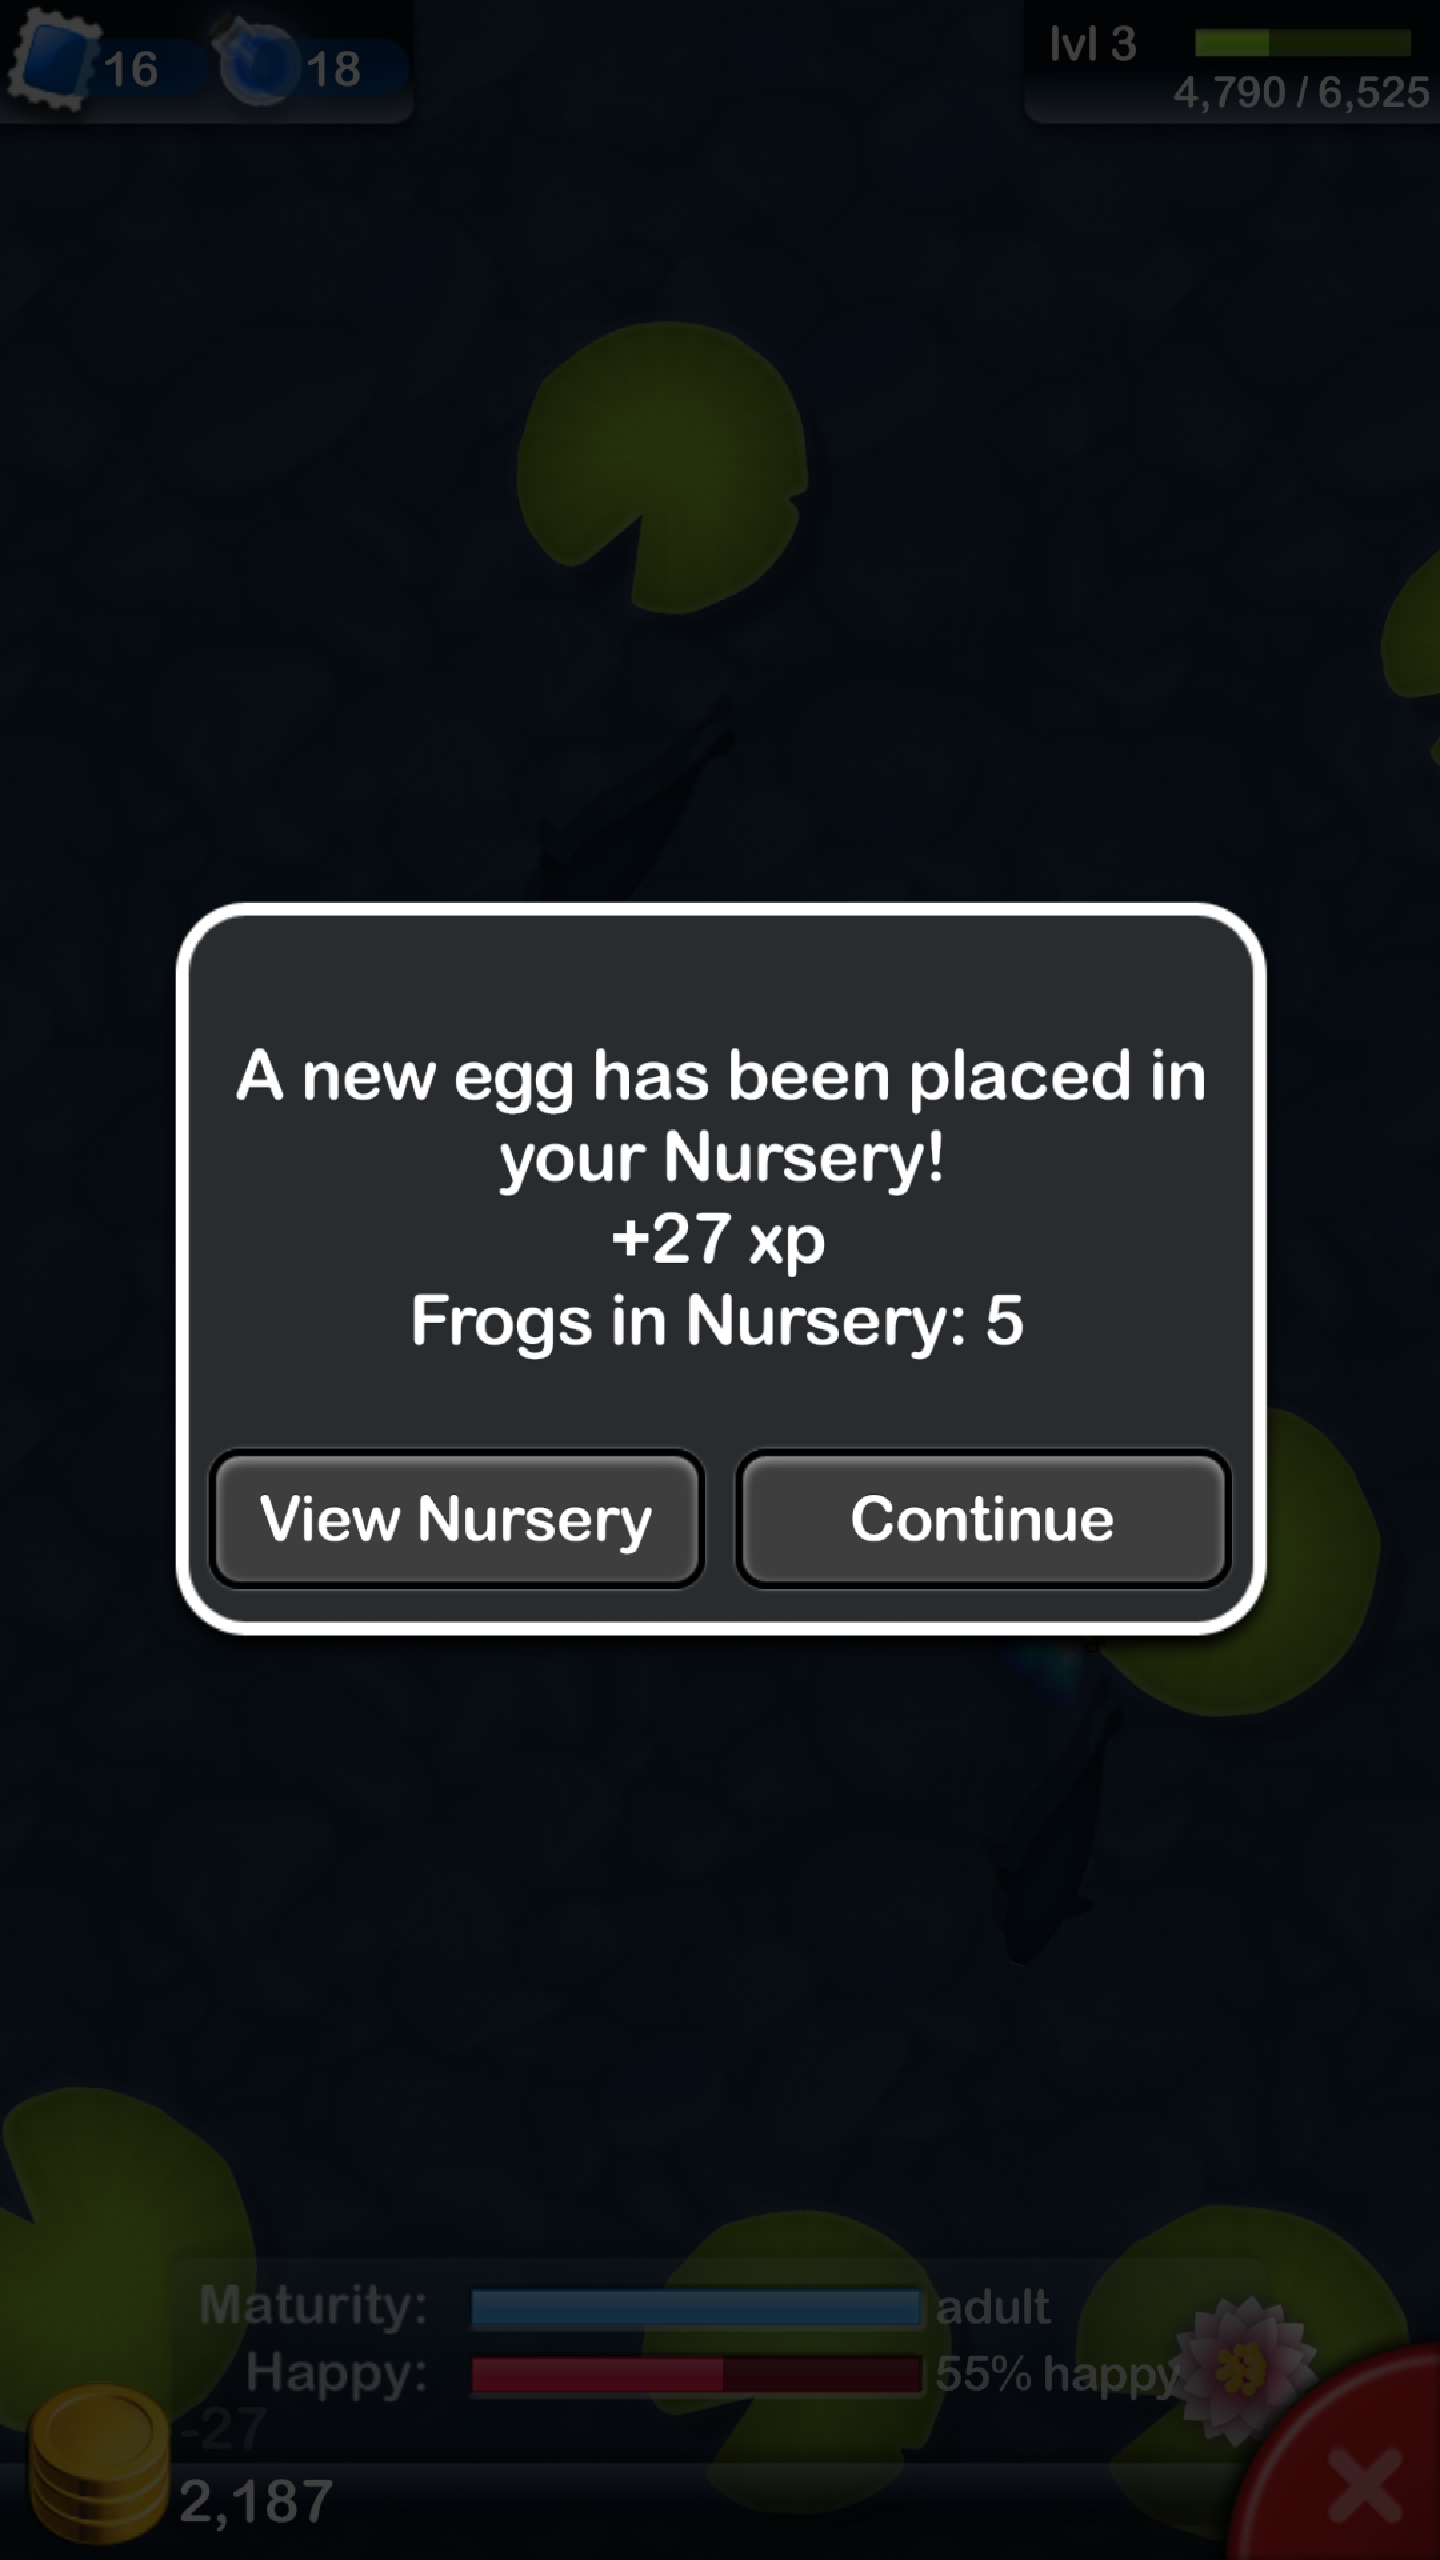 16
18
lvl 3
4,790 / 6,525
A new egg has been placed in
your Nursery!
+27 xp
Frogs in Nursery: 5
View Nursery
Continue
Maturity:
adult
Happy:
55% happy
-27
2,187